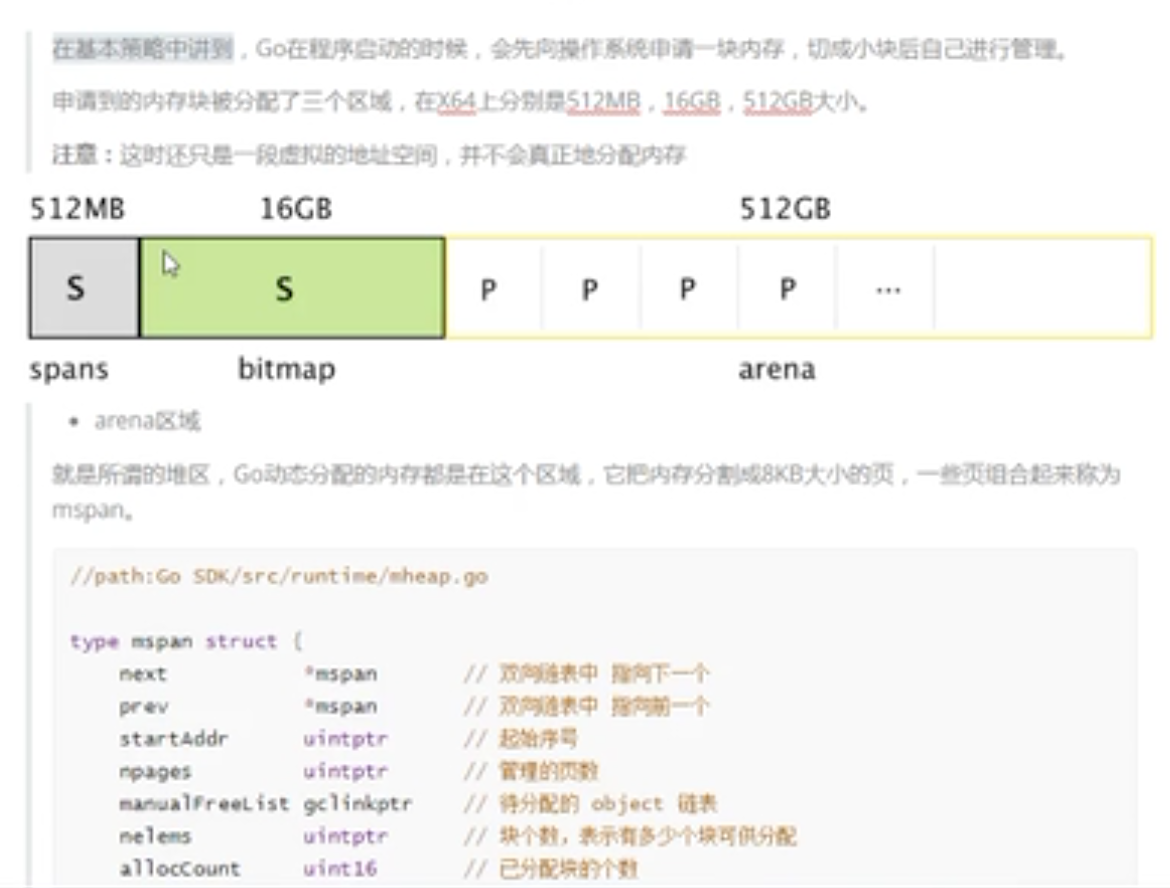 在基本策略中讲到，Go在程序启动的时候，会先向操作系统申请一块内存，切成小块后自己进行管理。
申请到的内存块被分配了三个区域，在X64上分别是512MB，16GB，512GB大小。
注意：这时还只是一段虚拟的地址空间，并不会真正地分配内存
512MB 16GB 512GB
S S P P P P ...
spans bitmap arena
• arena区域
就是所谓的堆区，Go动态分配的内存都是在这个区域，它把内存分割成8KB大小的页，一些页组合起来称为
mspan。
//path:Go SDK/src/runtime/mheap.go
type mspan struct {
next *mspan // 双向链表中 指向下一个
prev *mspan // 双向链表中 指向前一个
startAddr uintptr // 起始序号
npages uintptr // 管理的页数
manualFreeList gclinkptr // 待分配的 object 链表
nelems uintptr // 块个数，表示有多少个块可供分配
allocCount uint16 // 已分配块的个数